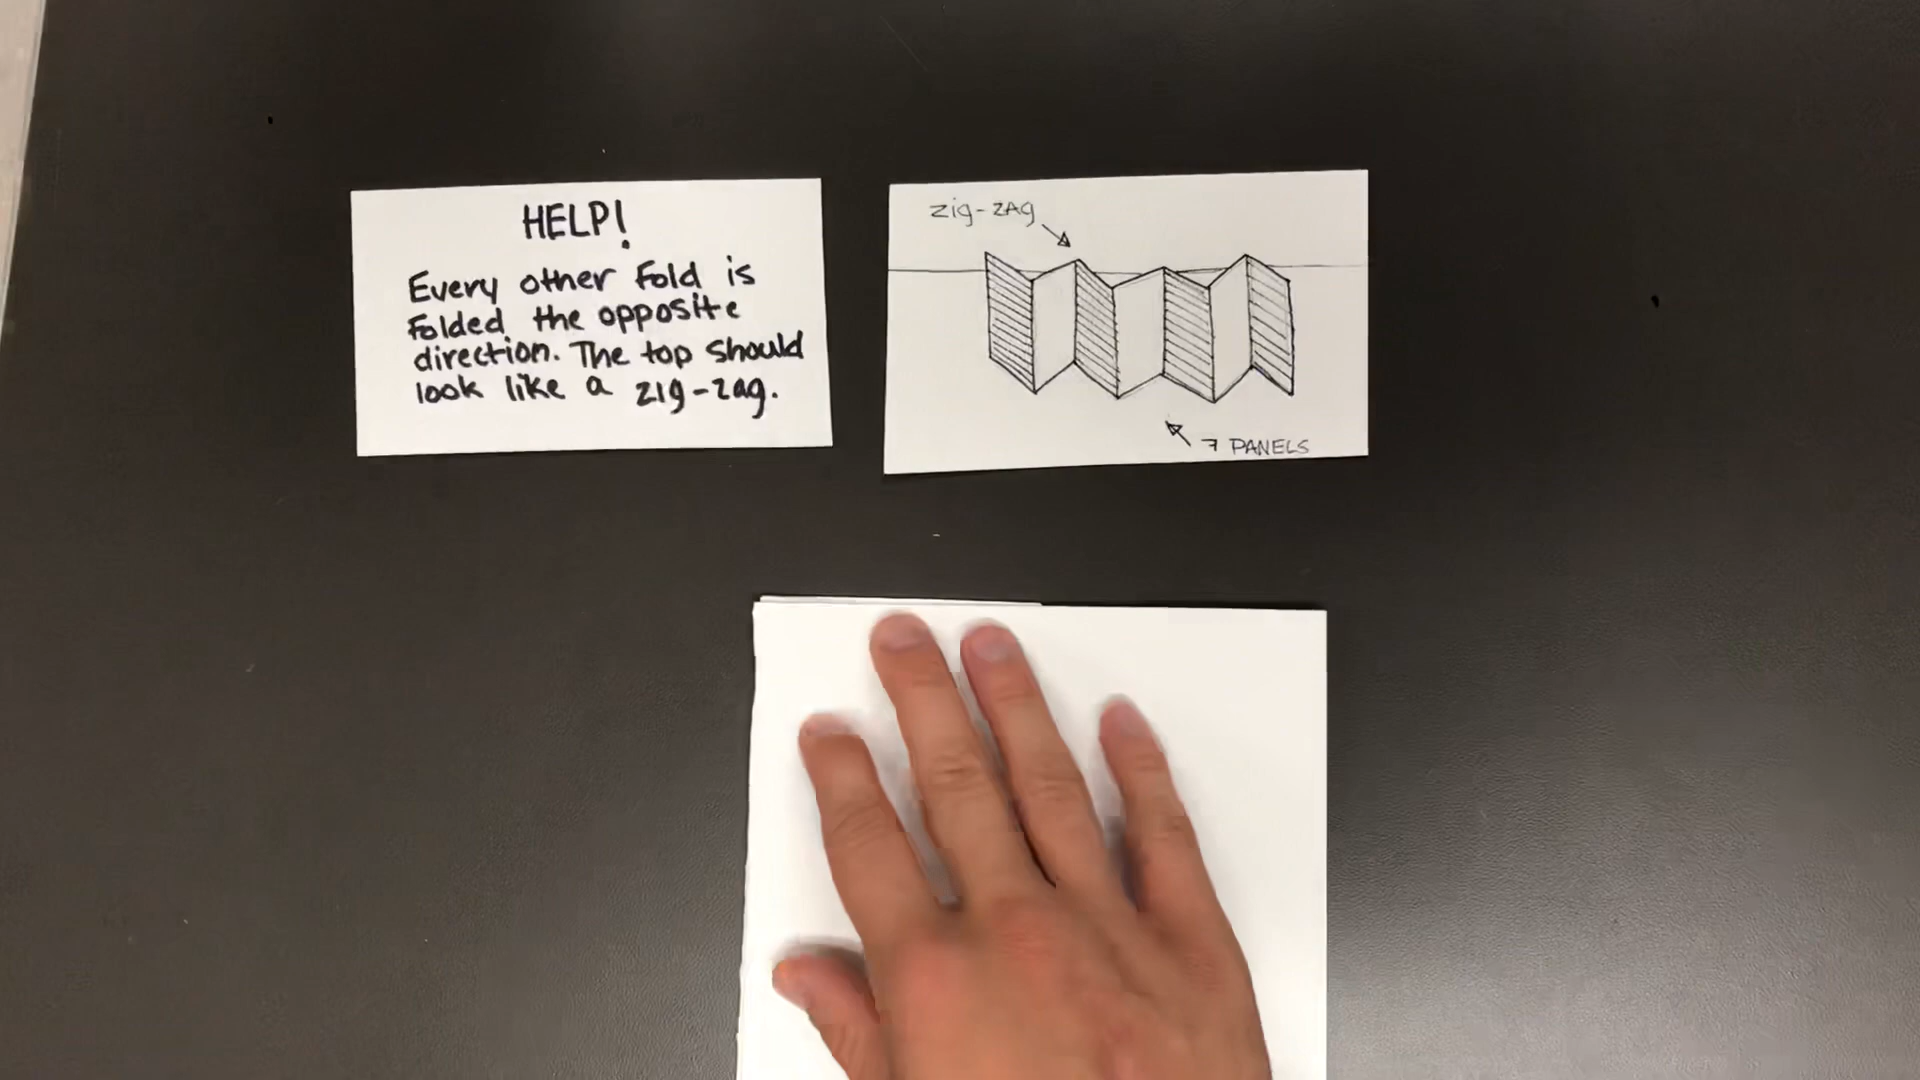 HELP!
Every other Fold is
Folded the opposite
direction. The top should
look like a zig-zag.
zig-zag
7 PANELS